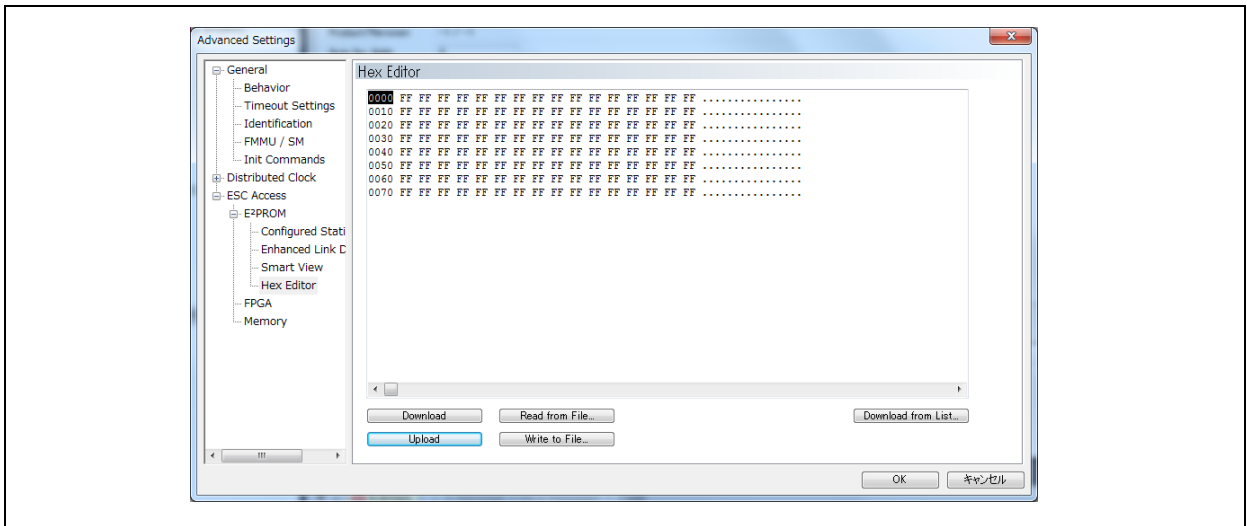 Advanced Settings
General
Behavior
Timeout Settings
Identification
FMMU / SM
Init Commands
Distributed Clock
ESC Access
E²PROM
Configured Stati
Enhanced Link D
Smart View
Hex Editor
FPGA
Memory
Hex Editor
0000 FF FF FF FF FF FF FF FF FF FF FF FF FF FF FF FF ................
0010 FF FF FF FF FF FF FF FF FF FF FF FF FF FF FF FF ................
0020 FF FF FF FF FF FF FF FF FF FF FF FF FF FF FF FF ................
0030 FF FF FF FF FF FF FF FF FF FF FF FF FF FF FF FF ................
0040 FF FF FF FF FF FF FF FF FF FF FF FF FF FF FF FF ................
0050 FF FF FF FF FF FF FF FF FF FF FF FF FF FF FF FF ................
0060 FF FF FF FF FF FF FF FF FF FF FF FF FF FF FF FF ................
0070 FF FF FF FF FF FF FF FF FF FF FF FF FF FF FF FF ................
Download Read from File... Download from List...
Upload Write to File...
OK キャンセル